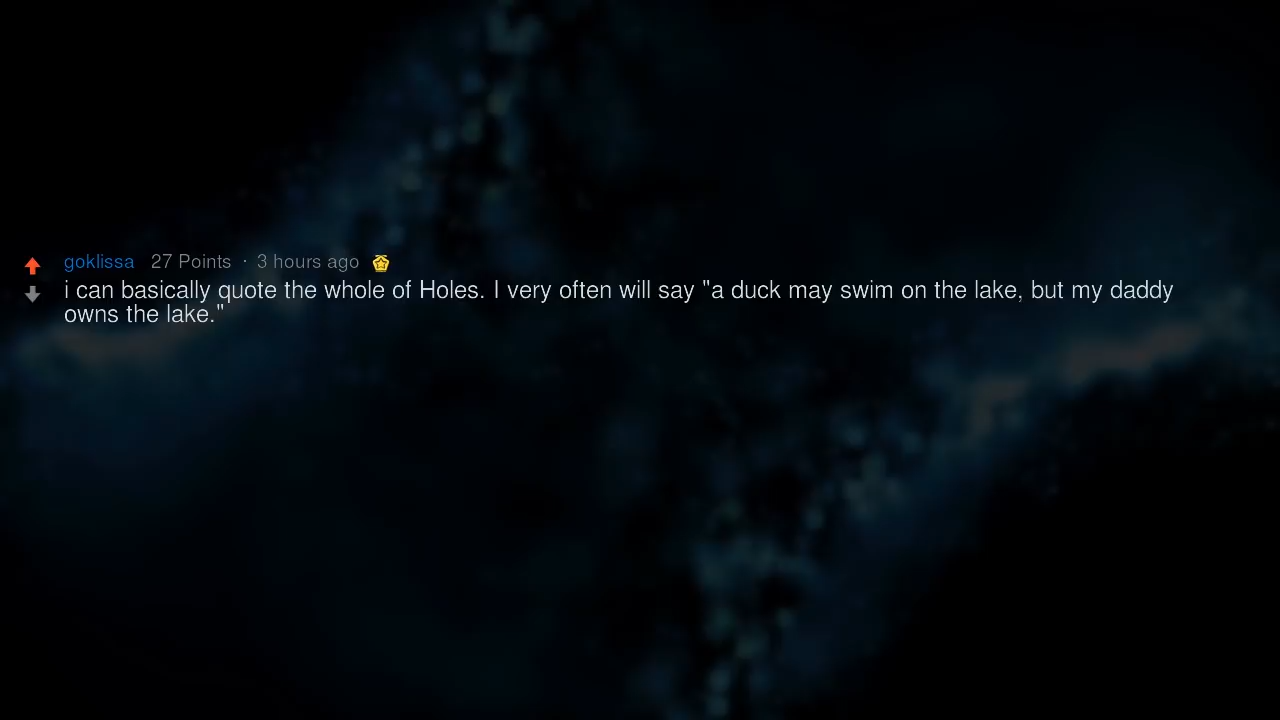 goklissa 27 Points · 3 hours ago
i can basically quote the whole of Holes. I very often will say "a duck may swim on the lake, but my daddy
owns the lake."